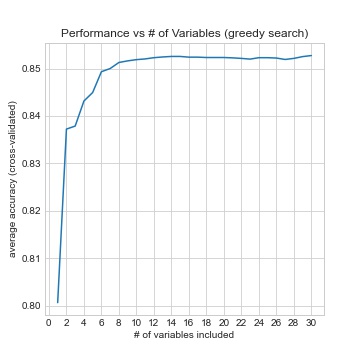 Performance vs # of Variables (greedy search)
average accuracy (cross-validated)
0.85
0.84
0.83
0.82
0.81
0.80
0 2 4 6 8 10 12 14 16 18 20 22 24 26 28 30
# of variables included